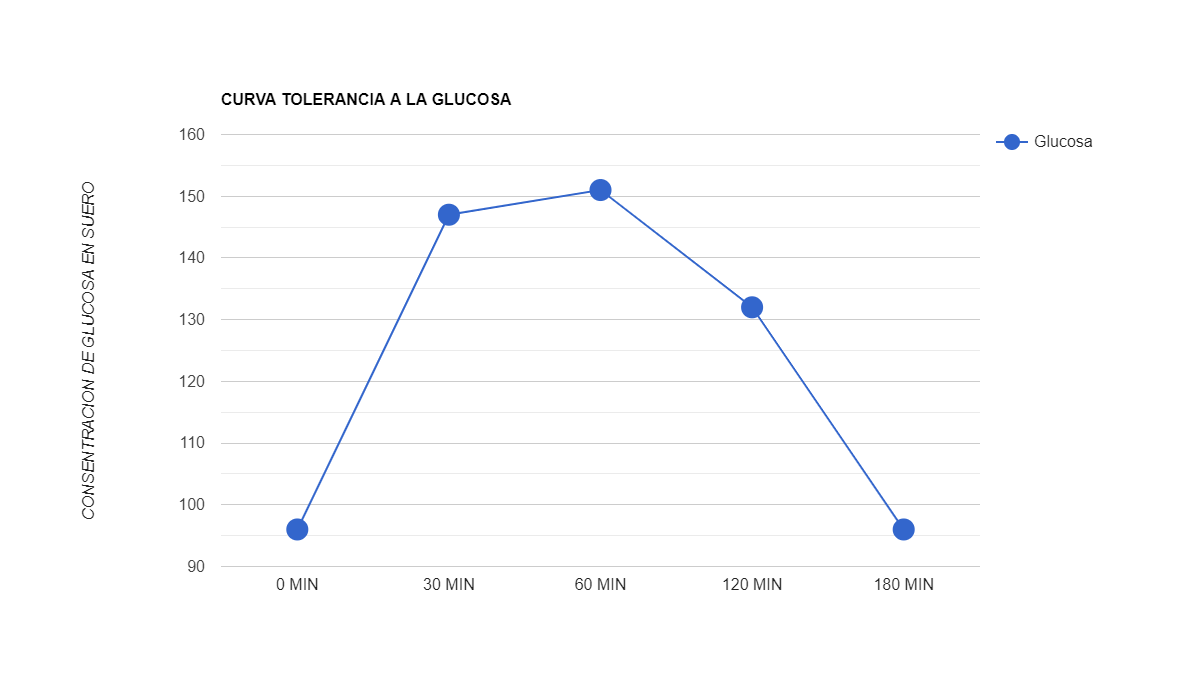 CURVA TOLERANCIA A LA GLUCOSA
160
150
140
130
120
110
100
90
CONSENTRACION DE GLUCOSA EN SUERO
0 MIN
30 MIN
60 MIN
120 MIN
180 MIN
Glucosa